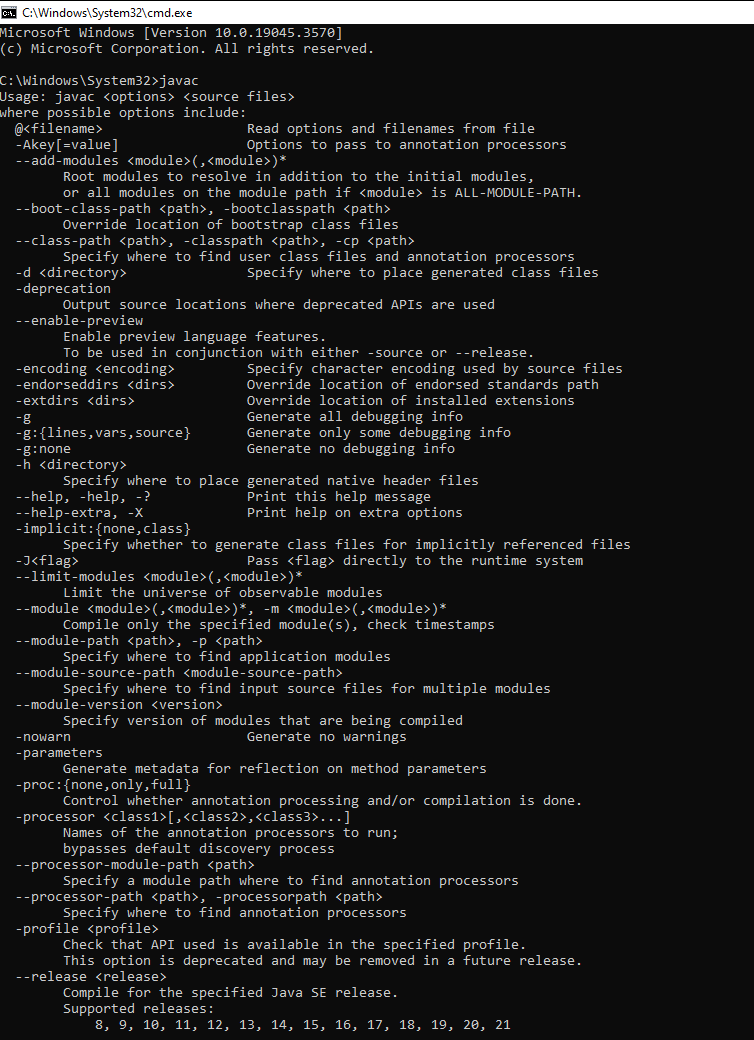 C:\Windows\System32\cmd.exe
Microsoft Windows [Version 10.0.19045.3570]
(c) Microsoft Corporation. All rights reserved.
C:\Windows\System32>javac
Usage: javac <options> <source files>
where possible options include:
  @<filename>                  Read options and filenames from file
  -Akey[=value]                Options to pass to annotation processors
  --add-modules <module>(,<module>)*
        Root modules to resolve in addition to the initial modules,
        or all modules on the module path if <module> is ALL-MODULE-PATH.
  --boot-class-path <path>, -bootclasspath <path>
        Override location of bootstrap class files
  --class-path <path>, -classpath <path>, -cp <path>
        Specify where to find user class files and annotation processors
  -d <directory>               Specify where to place generated class files
  -deprecation
        Output source locations where deprecated APIs are used
  --enable-preview
        Enable preview language features.
        To be used in conjunction with either -source or --release.
  -encoding <encoding>         Specify character encoding used by source files
  -endorseddirs <dirs>         Override location of endorsed standards path
  -extdirs <dirs>              Override location of installed extensions
  -g                           Generate all debugging info
  -g:{lines,vars,source}       Generate only some debugging info
  -g:none                      Generate no debugging info
  -h <directory>
        Specify where to place generated native header files
  --help, -help, -?            Print this help message
  --help-extra, -X             Print help on extra options
  -implicit:{none,class}
        Specify whether to generate class files for implicitly referenced files
  -J<flag>                     Pass <flag> directly to the runtime system
  --limit-modules <module>(,<module>)*
        Limit the universe of observable modules
  --module <module>(,<module>)*, -m <module>(,<module>)*
        Compile only the specified module(s), check timestamps
  --module-path <path>, -p <path>
        Specify where to find application modules
  --module-source-path <module-source-path>
        Specify where to find input source files for multiple modules
  --module-version <version>
        Specify version of modules that are being compiled
  -nowarn                      Generate no warnings
  -parameters
        Generate metadata for reflection on method parameters
  -proc:{none,only,full}
        Control whether annotation processing and/or compilation is done.
  -processor <class1>[,<class2>,<class3>...]
        Names of the annotation processors to run;
        bypasses default discovery process
  --processor-module-path <path>
        Specify a module path where to find annotation processors
  --processor-path <path>, -processorpath <path>
        Specify where to find annotation processors
  -profile <profile>
        Check that API used is available in the specified profile.
        This option is deprecated and may be removed in a future release.
  --release <release>
        Compile for the specified Java SE release.
        Supported releases:
            8, 9, 10, 11, 12, 13, 14, 15, 16, 17, 18, 19, 20, 21